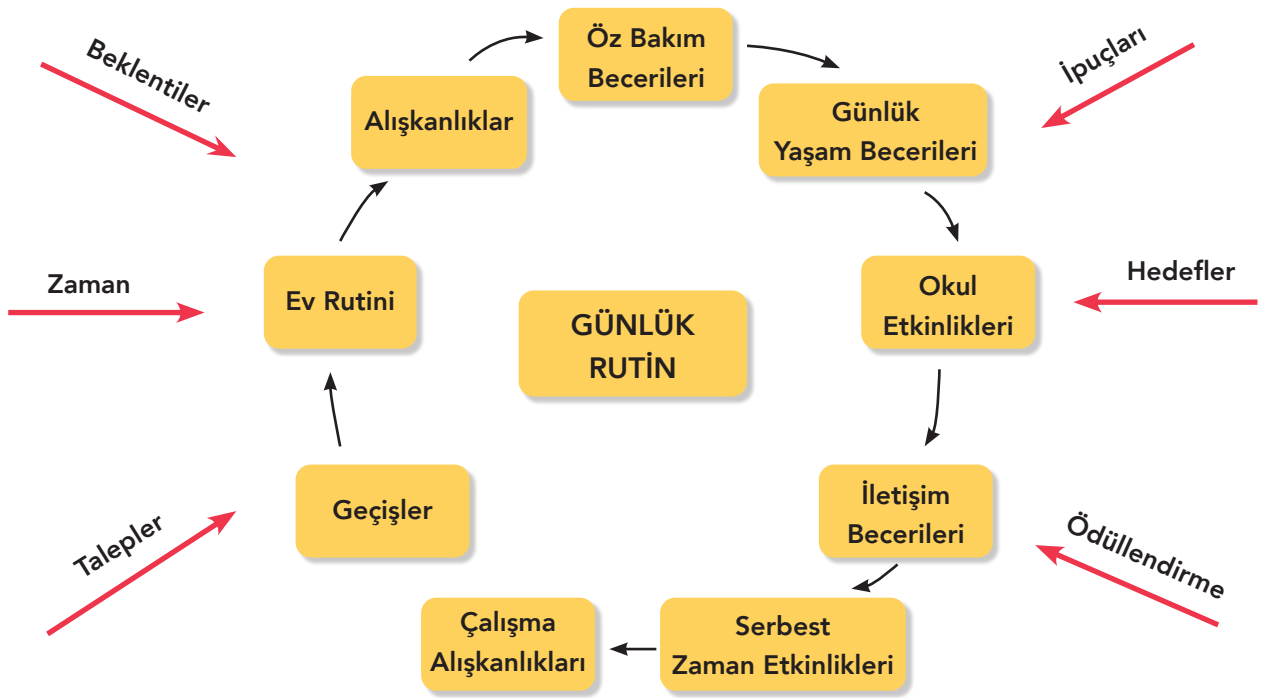 Beklentiler
Zaman
Talepler
Öz Bakım
Becerileri
Alışkanlıklar
Günlük
Yaşam Becerileri
Ev Rutini
GÜNLÜK
RUTİN
Okul
Etkinlikleri
Geçişler
İletişim
Becerileri
Çalışma
Alışkanlıkları
Serbest
Zaman Etkinlikleri
İpuçları
Hedefler
Ödüllendirme